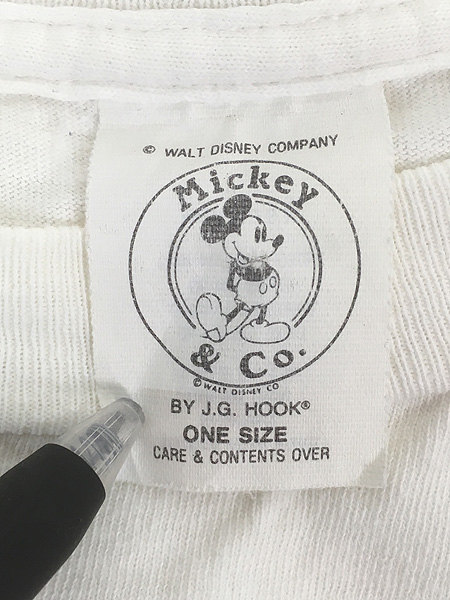 © WALT DISNEY COMPANY
Mickey
& Co.
© WALT DISNEY CO
BY J.G. HOOK®
ONE SIZE
CARE & CONTENTS OVER